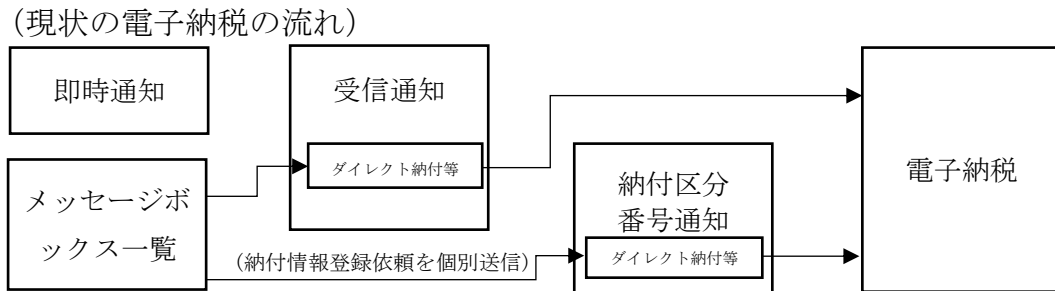 （現状の電子納税の流れ）
即時通知
受信通知
ダイレクト納付等
電子納税
メッセージボ
ックス一覧
納付区分
番号通知
ダイレクト納付等
（納付情報登録依頼を個別送信）